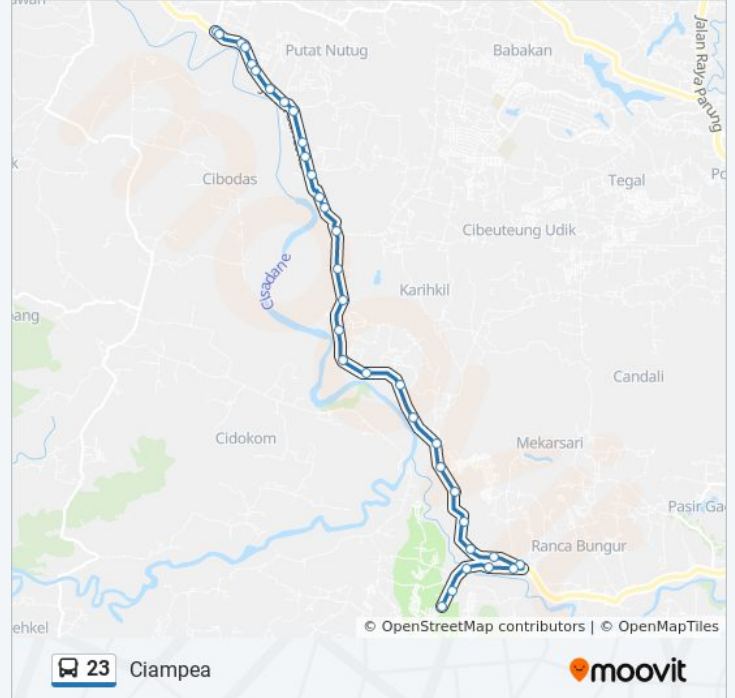 Putat Nutug
Babakan
Jalan Raya Parung
Cibodas
Tegal
Cibeuteung Udik
Cisadane
Karihkil
Candali
Cidokom
Mekarsari
Pasir Ga
Ranca Bungur
ehkel
© OpenStreetMap contributors | © OpenMapTiles
23 Ciampea
moovit